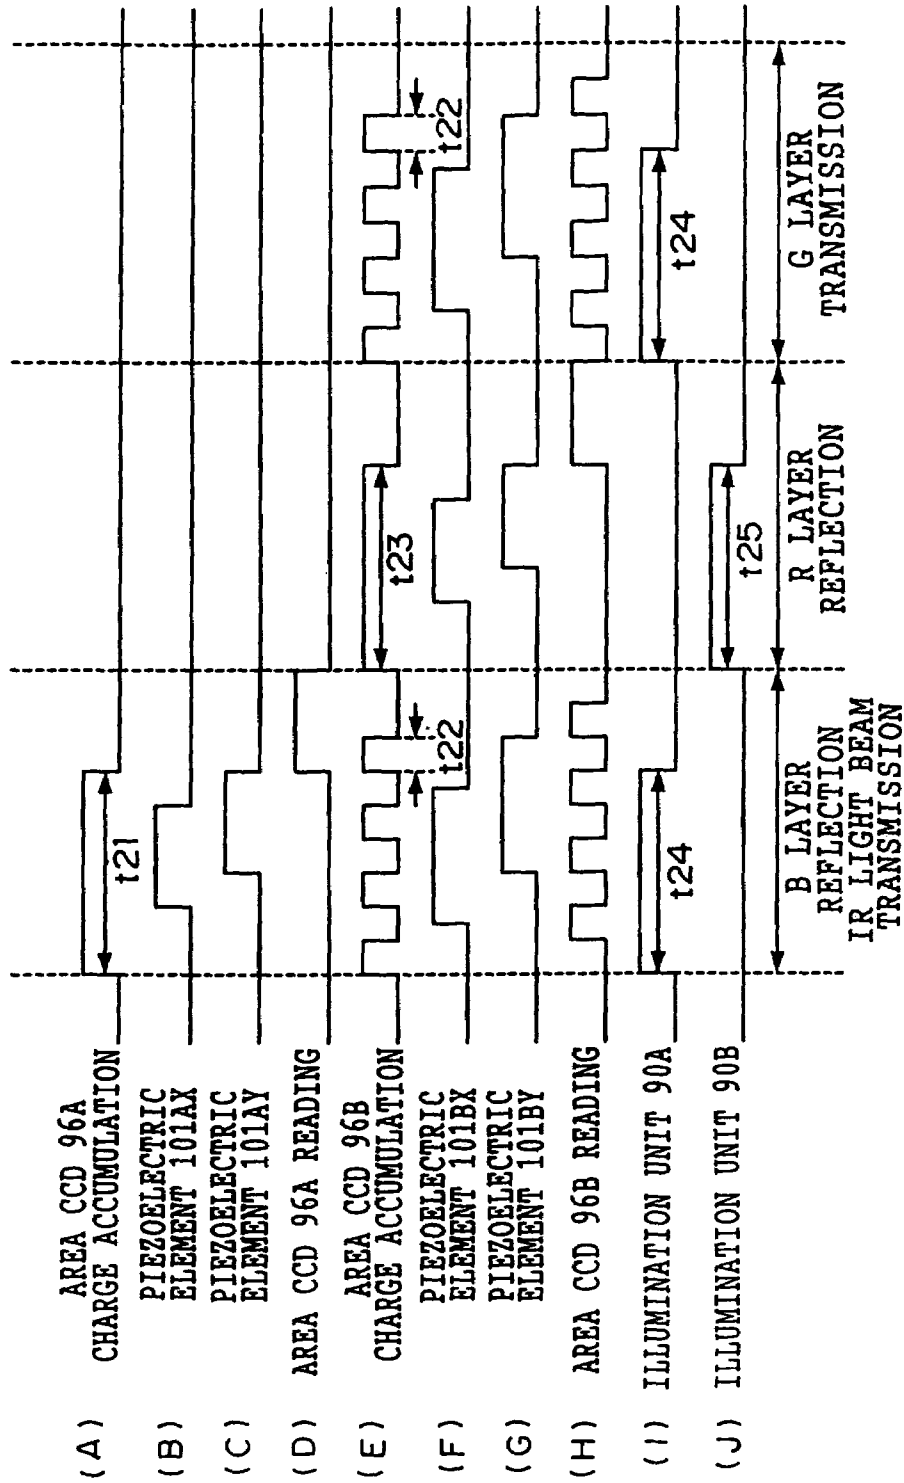 (A) AREA CCD 96A
CHARGE ACCUMULATION
t21
(B) PIEZOELECTRIC
ELEMENT 101AX
(C) PIEZOELECTRIC
ELEMENT 101AY
(D) AREA CCD 96A READING
(E) AREA CCD 96B
CHARGE ACCUMULATION
t22
t23
t22
(F) PIEZOELECTRIC
ELEMENT 101BX
(G) PIEZOELECTRIC
ELEMENT 101BY
(H) AREA CCD 96B READING
(I) ILLUMINATION UNIT 90A
t24
t24
(J) ILLUMINATION UNIT 90B
t25
B LAYER
REFLECTION
IR LIGHT BEAM
TRANSMISSION
R LAYER
REFLECTION
G LAYER
TRANSMISSION